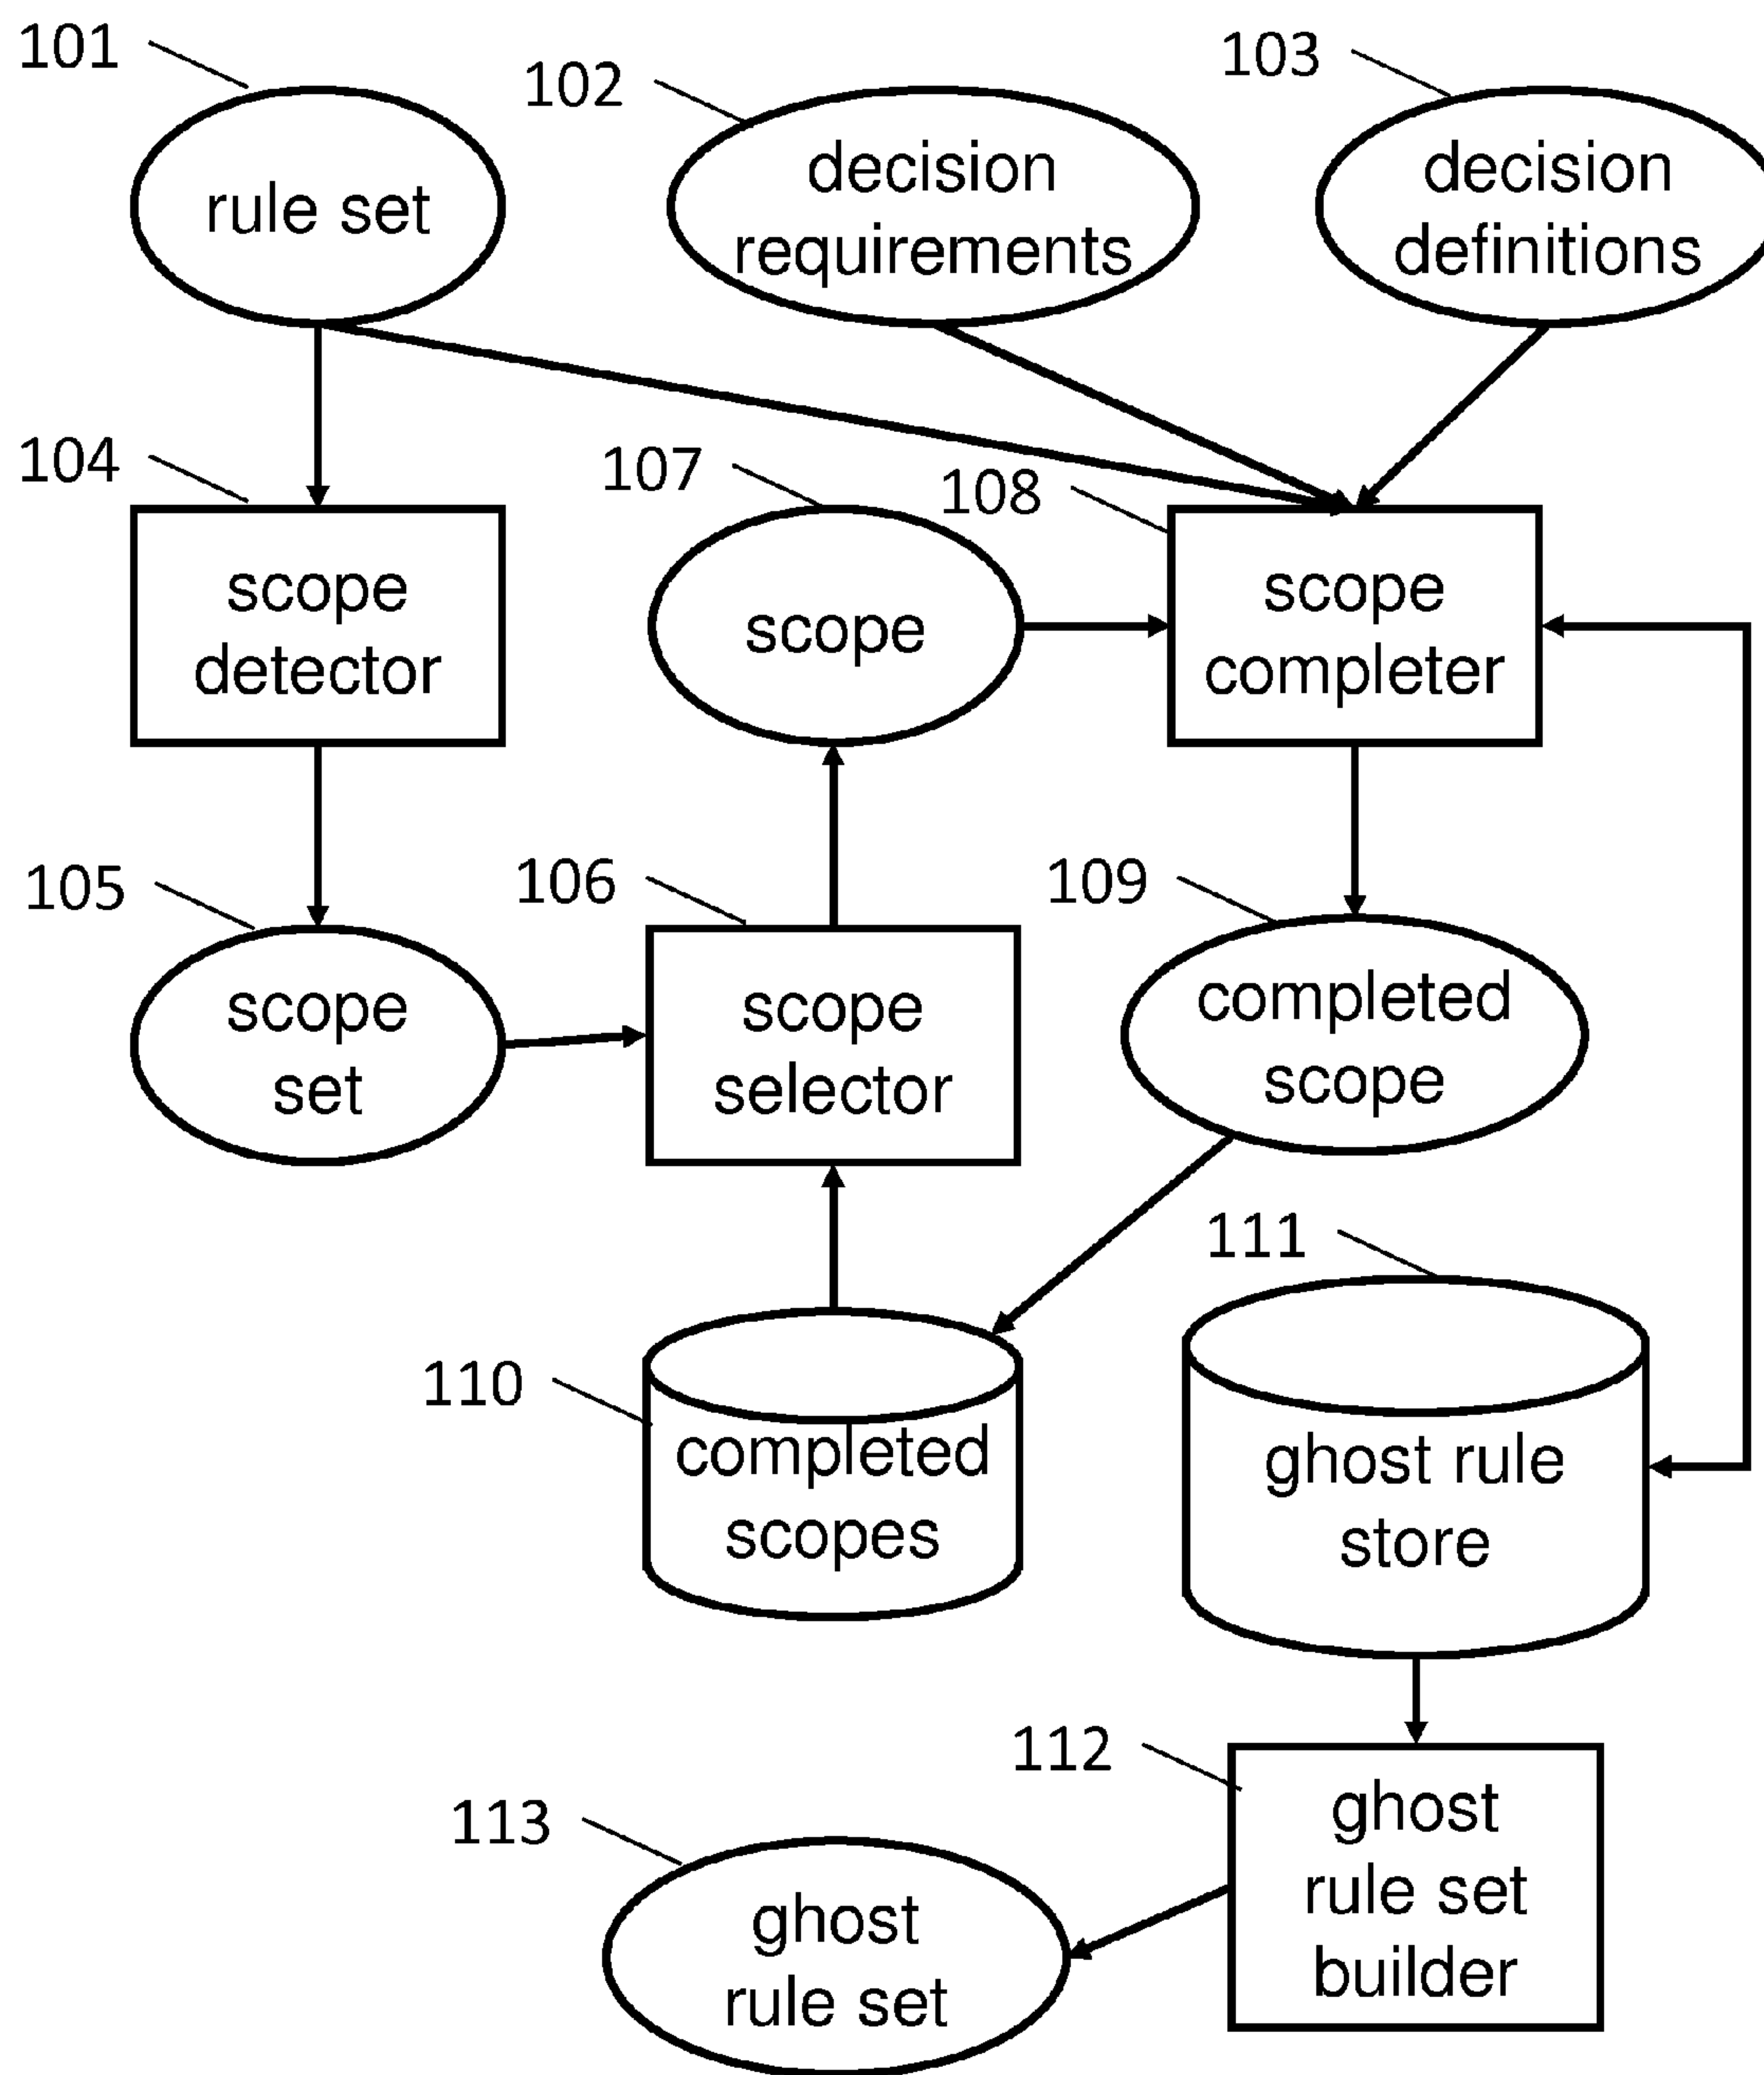 101
102
103
rule set
decision
requirements
decision
definitions
104
107
108
scope
detector
scope
scope
completer
105
106
109
scope
set
scope
selector
completed
scope
110
111
completed
scopes
ghost rule
store
112
113
ghost
rule set
builder
ghost
rule set